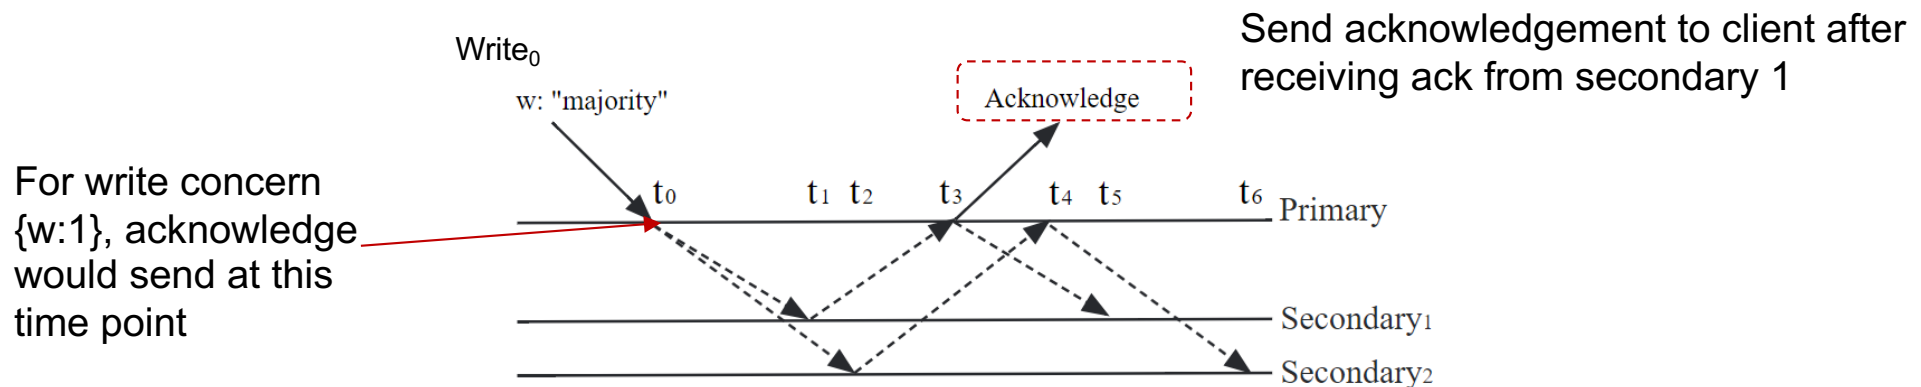 Send acknowledgement to client after
receiving ack from secondary 1
Write₀
w: "majority"
Acknowledge
For write concern
{w:1}, acknowledge
would send at this
time point
t₀ t₁ t₂ t₃ t₄ t₅ t₆ Primary
Secondary₁
Secondary₂